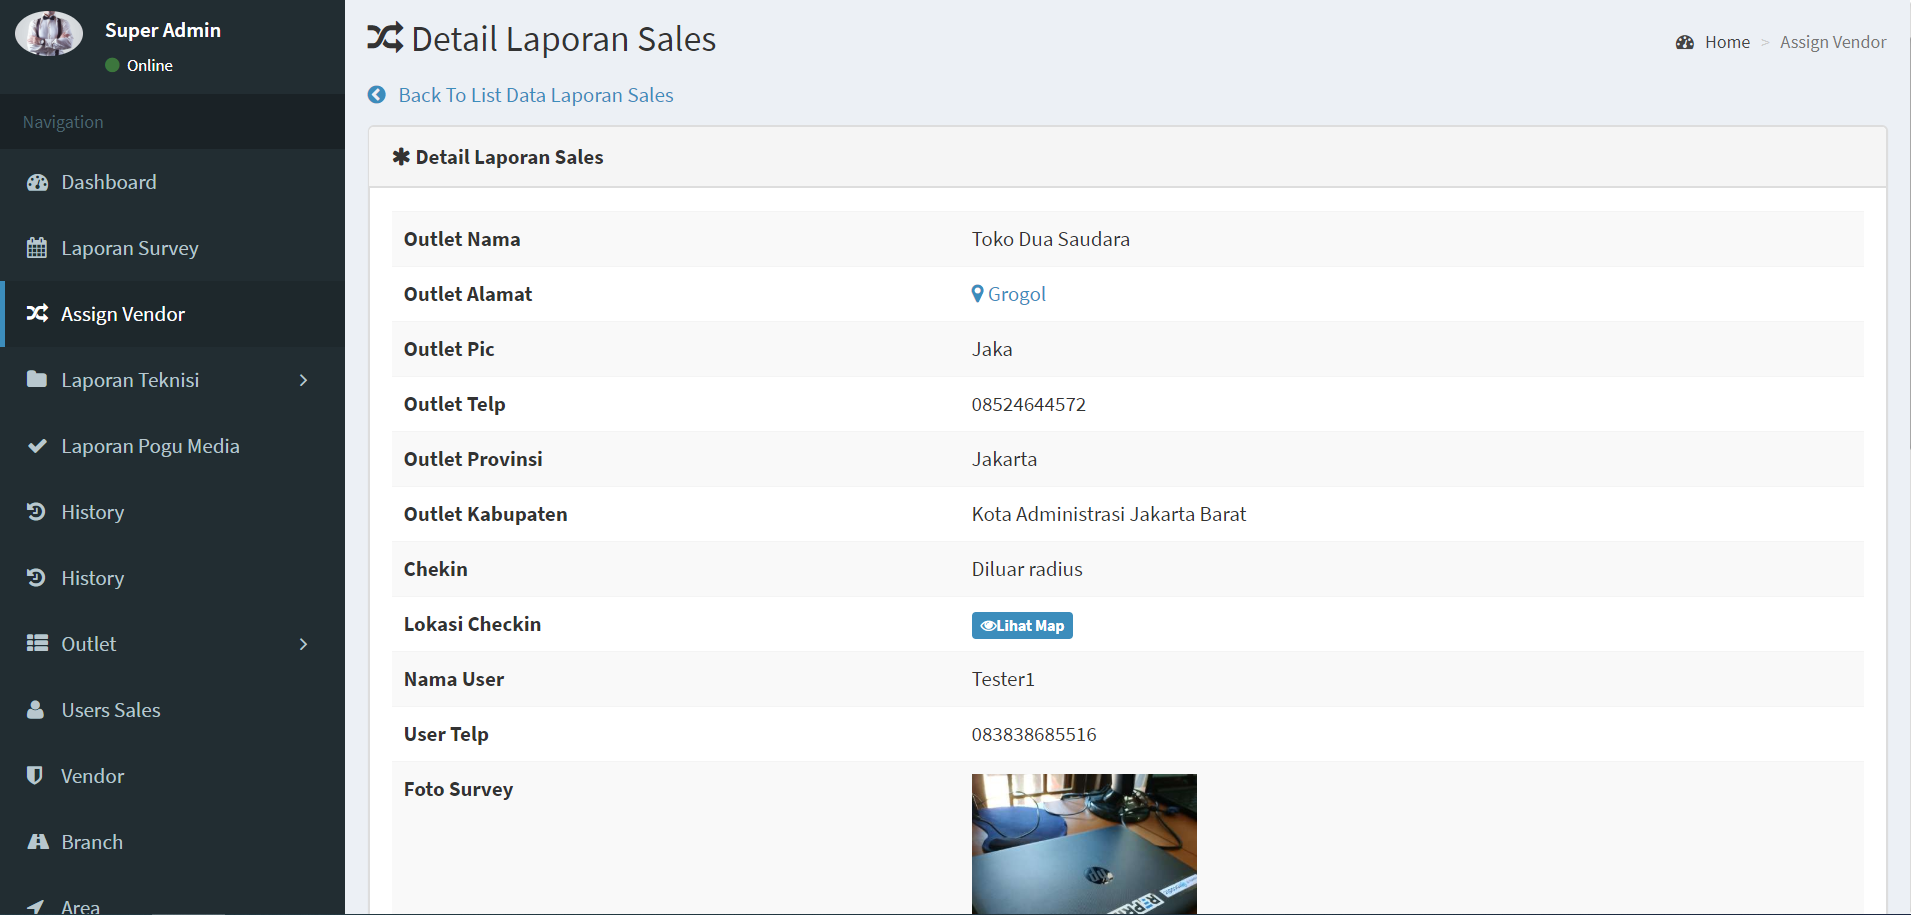 Super Admin
Online
Navigation
Dashboard
Laporan Survey
Assign Vendor
Laporan Teknisi
Laporan Pogu Media
History
History
Outlet
Users Sales
Vendor
Branch
Area
Detail Laporan Sales
Home > Assign Vendor
Back To List Data Laporan Sales
Detail Laporan Sales
Outlet Nama Toko Dua Saudara
Outlet Alamat Grogol
Outlet Pic Jaka
Outlet Telp 08524644572
Outlet Provinsi Jakarta
Outlet Kabupaten Kota Administrasi Jakarta Barat
Chekin Diluar radius
Lokasi Checkin Lihat Map
Nama User Tester1
User Telp 083838685516
Foto Survey
hp